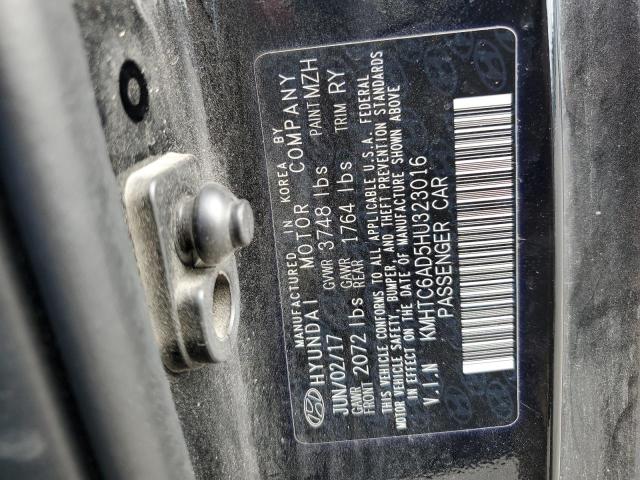 MANUFACTURED IN KOREA BY
HYUNDAI MOTOR COMPANY
JUN/02/17 GVWR 3748 lbs PAINT MZH
GAWR FRONT 2072 lbs GAWR REAR 1764 lbs TRIM RY
THIS VEHICLE CONFORMS TO ALL APPLICABLE U.S.A. FEDERAL
MOTOR VEHICLE SAFETY, BUMPER, AND THEFT PREVENTION STANDARDS
IN EFFECT ON THE DATE OF MANUFACTURE SHOWN ABOVE
V.I.N KMHTC6AD5HU323016
PASSENGER CAR